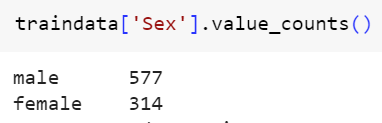 traindata['Sex'].value_counts()
male 577
female 314